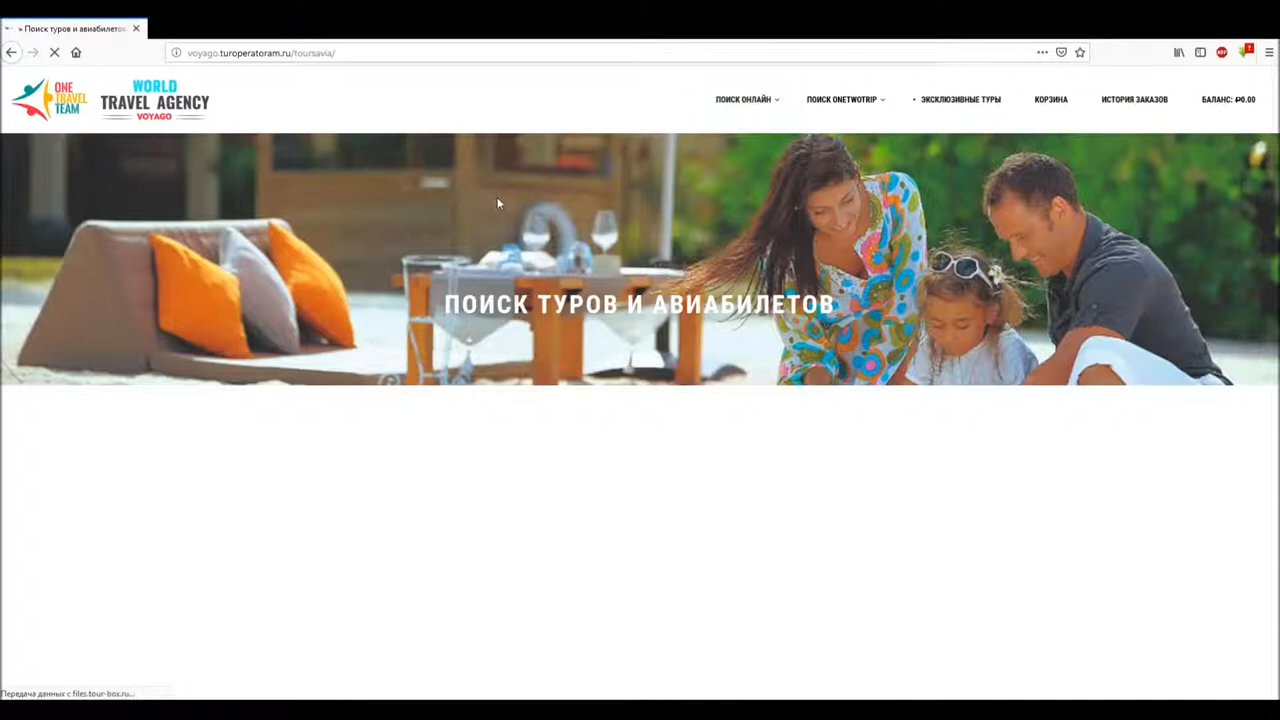 » Поиск туров и авиабилетов
voyago.turoperatoram.ru/toursavia/
ABP
ONE TRAVEL TEAM
WORLD
TRAVEL AGENCY
VOYAGO
ПОИСК ОНЛАЙН
ПОИСК ONETWOTRIP
• ЭКСКЛЮЗИВНЫЕ ТУРЫ
КОРЗИНА
ИСТОРИЯ ЗАКАЗОВ
БАЛАНС: ₽0.00
ПОИСК ТУРОВ И АВИАБИЛЕТОВ
Передача данных с files.tour-box.ru...